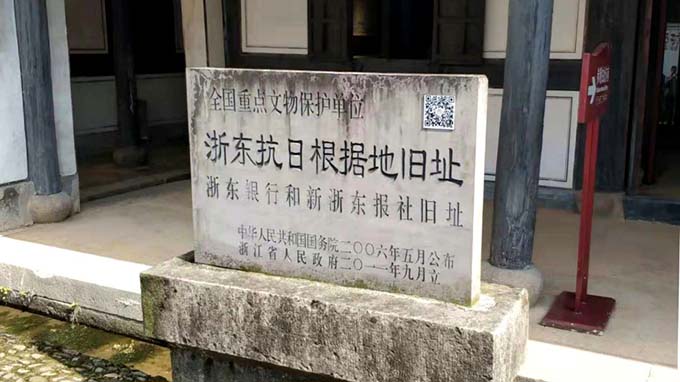 全国重点文物保护单位
浙东抗日根据地旧址
浙东银行和新浙东报社旧址
中华人民共和国国务院二〇〇六年五月公布
浙江省人民政府二〇一一年九月立